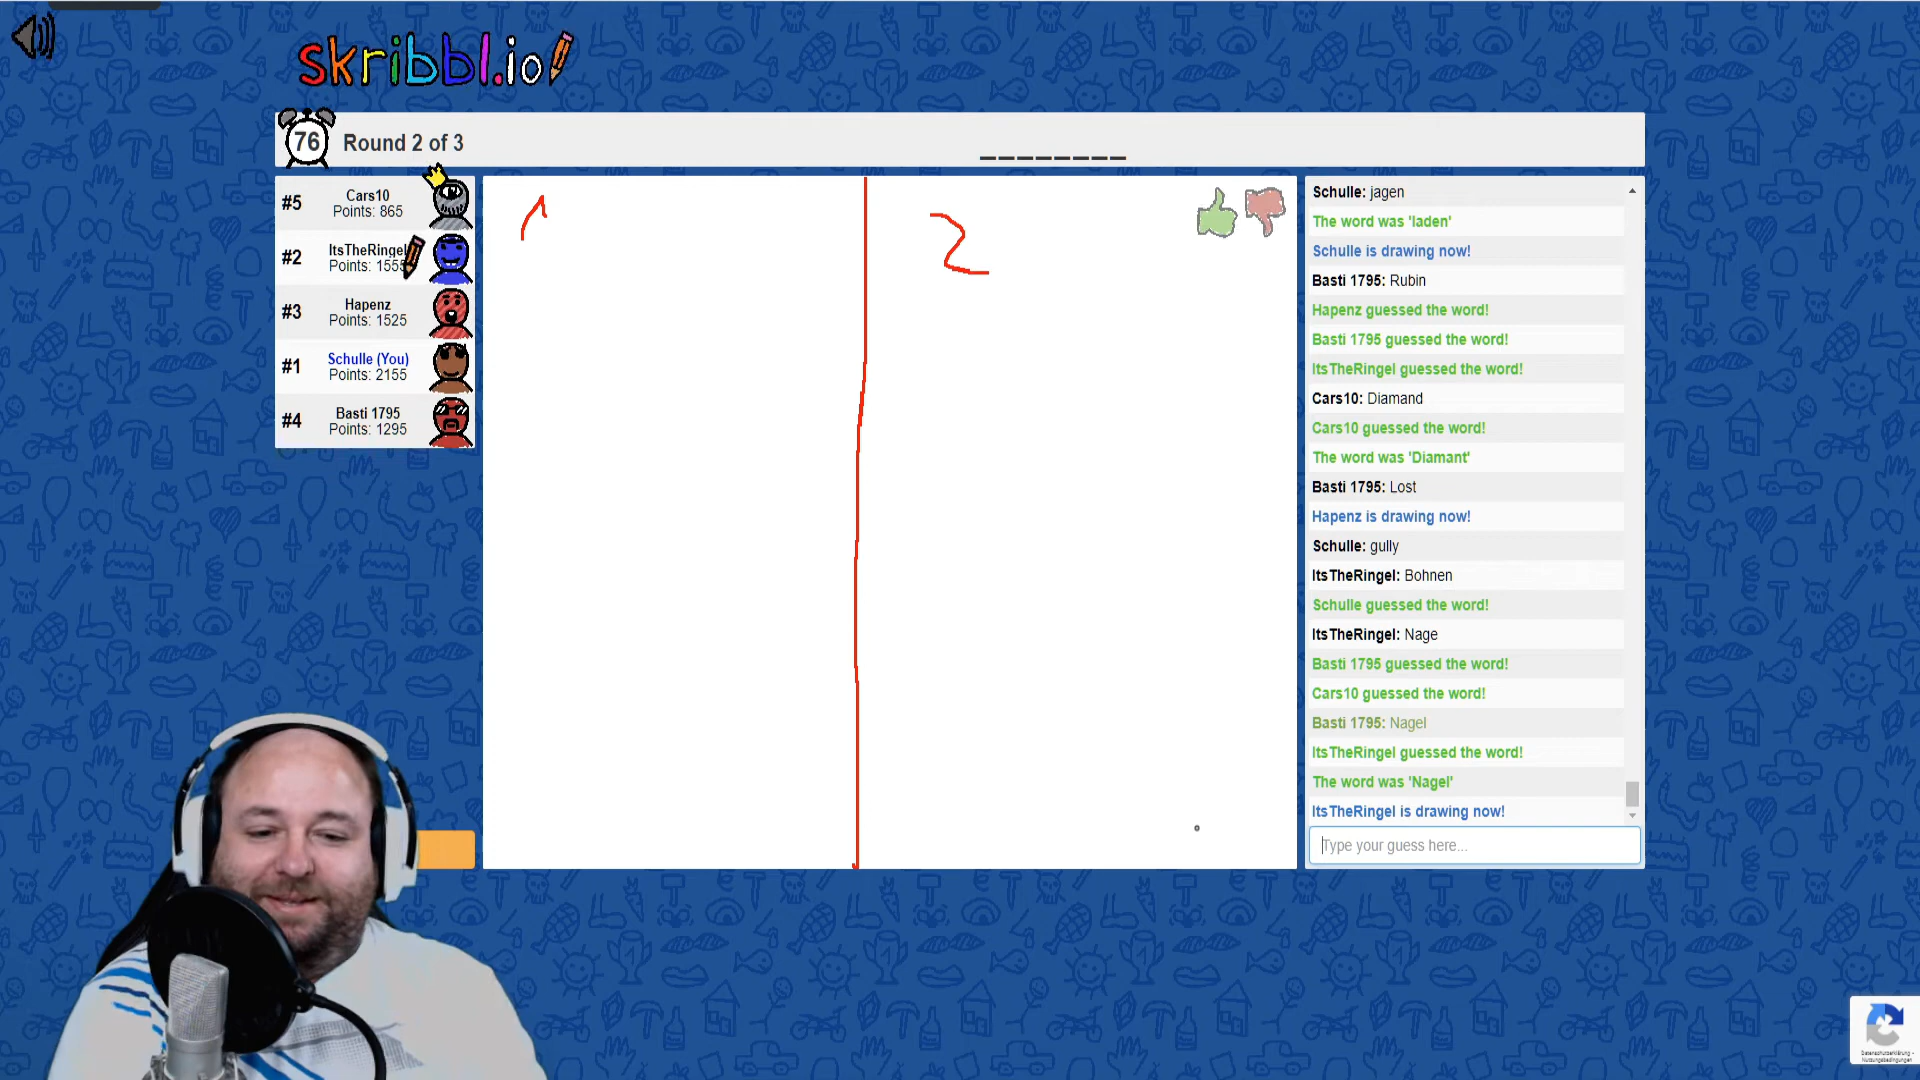 skribbl.io
76
Round 2 of 3
________
#5
Cars10
Points: 865
#2
ItsTheRingel
Points: 1555
#3
Hapenz
Points: 1525
#1
Schulle (You)
Points: 2155
#4
Basti 1795
Points: 1295
1
2
Schulle: jagen
The word was 'laden'
Schulle is drawing now!
Basti 1795: Rubin
Hapenz guessed the word!
Basti 1795 guessed the word!
ItsTheRingel guessed the word!
Cars10: Diamand
Cars10 guessed the word!
The word was 'Diamant'
Basti 1795: Lost
Hapenz is drawing now!
Schulle: gully
ItsTheRingel: Bohnen
Schulle guessed the word!
ItsTheRingel: Nage
Basti 1795 guessed the word!
Cars10 guessed the word!
Basti 1795: Nagel
ItsTheRingel guessed the word!
The word was 'Nagel'
ItsTheRingel is drawing now!
Type your guess here...
Datenschutzerklärung -
Nutzungsbedingungen